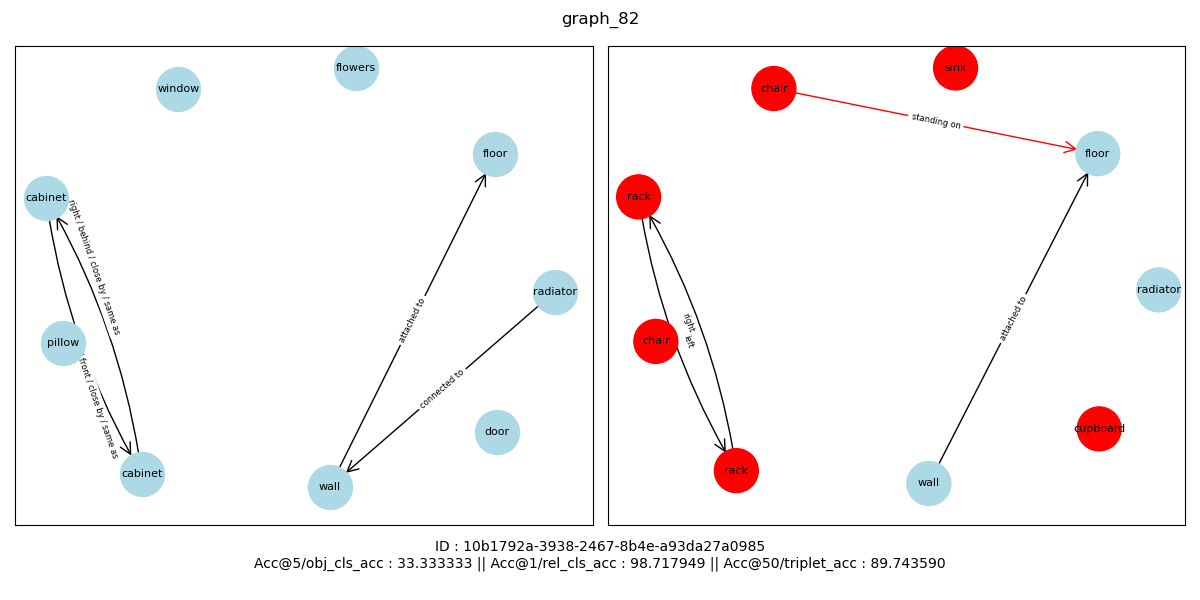 graph_82
flowers
window
floor
cabinet
right / behind / close by / same as
radiator
attached to
pillow
front / close by / same as
connected to
door
cabinet
wall
sink
chair
standing on
floor
rack
radiator
right
left
attached to
chair
cupboard
rack
wall
ID : 10b1792a-3938-2467-8b4e-a93da27a0985
Acc@5/obj_cls_acc : 33.333333 || Acc@1/rel_cls_acc : 98.717949 || Acc@50/triplet_acc : 89.743590